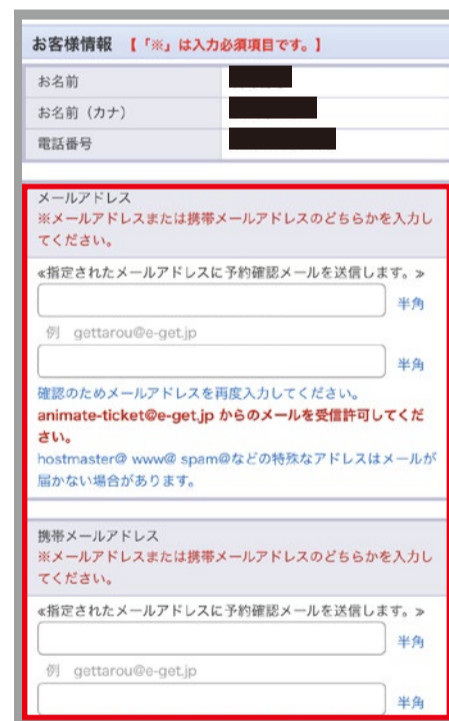 お客様情報 【「※」は入力必須項目です。】
お名前
お名前（カナ）
電話番号
メールアドレス
※メールアドレスまたは携帯メールアドレスのどちらかを入力し
てください。
≪指定されたメールアドレスに予約確認メールを送信します。≫
半角
例 gettarou@e-get.jp
半角
確認のためメールアドレスを再度入力してください。
animate-ticket@e-get.jp からのメールを受信許可してくだ
さい。
hostmaster@ www@ spam@などの特殊なアドレスはメールが
届かない場合があります。
携帯メールアドレス
※メールアドレスまたは携帯メールアドレスのどちらかを入力し
てください。
≪指定されたメールアドレスに予約確認メールを送信します。≫
半角
例 gettarou@e-get.jp
半角